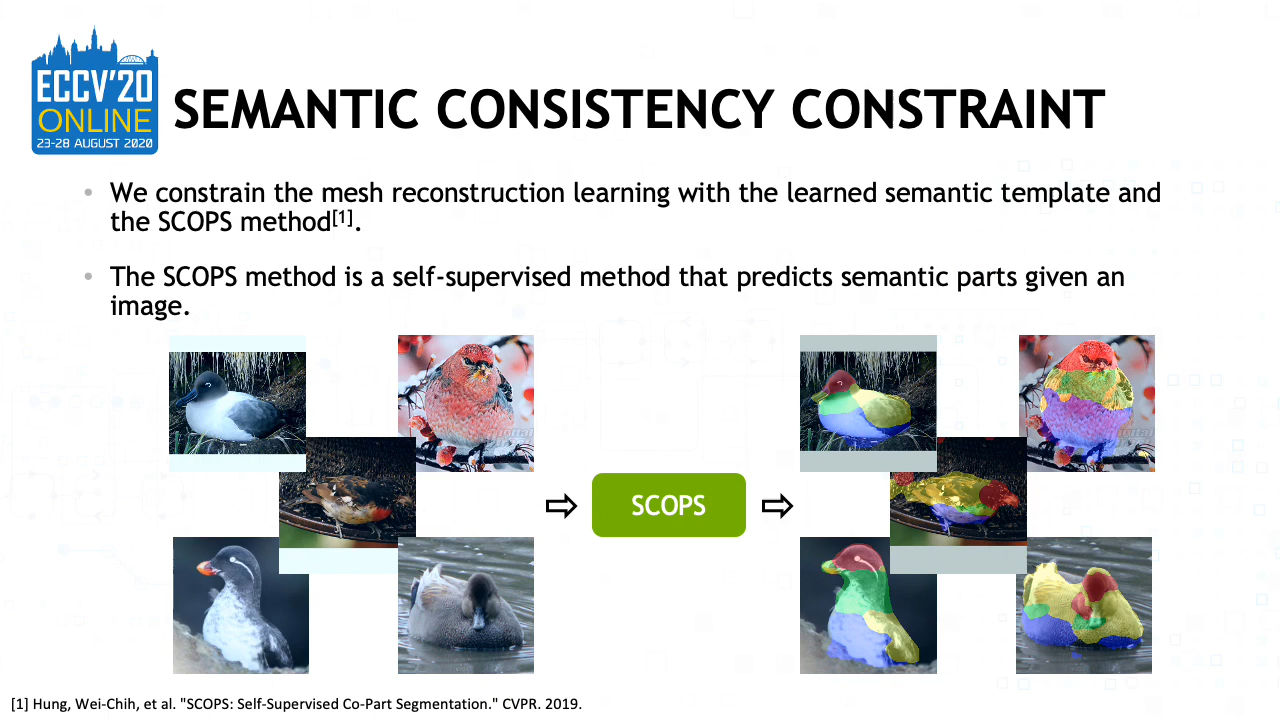 ECCV'20
ONLINE
23-28 AUGUST 2020
SEMANTIC CONSISTENCY CONSTRAINT
• We constrain the mesh reconstruction learning with the learned semantic template and
the SCOPS method[1].
• The SCOPS method is a self-supervised method that predicts semantic parts given an
image.
SCOPS
[1] Hung, Wei-Chih, et al. "SCOPS: Self-Supervised Co-Part Segmentation." CVPR. 2019.